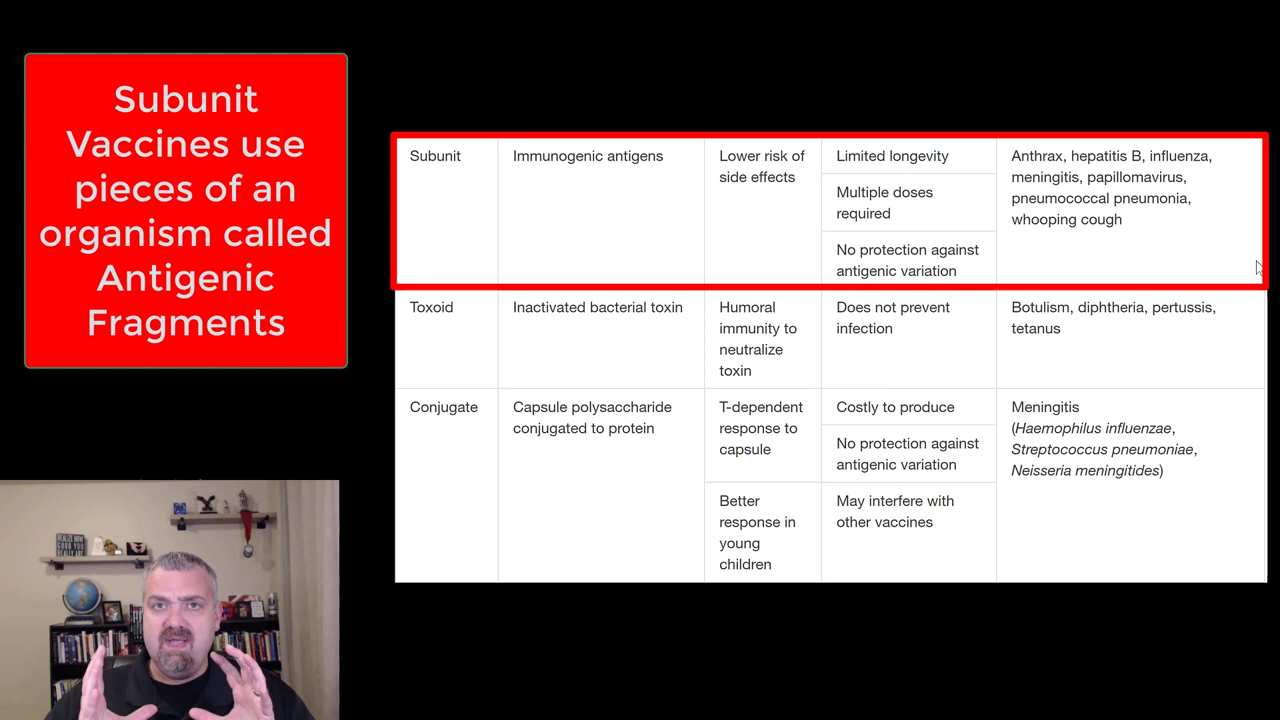 Subunit
Vaccines use
pieces of an
organism called
Antigenic
Fragments
Subunit
Immunogenic antigens
Lower risk of
side effects
Limited longevity
Multiple doses
required
No protection against
antigenic variation
Anthrax, hepatitis B, influenza,
meningitis, papillomavirus,
pneumococcal pneumonia,
whooping cough
Toxoid
Inactivated bacterial toxin
Humoral
immunity to
neutralize
toxin
Does not prevent
infection
Botulism, diphtheria, pertussis,
tetanus
Conjugate
Capsule polysaccharide
conjugated to protein
T-dependent
response to
capsule
Better
response in
young
children
Costly to produce
No protection against
antigenic variation
May interfere with
other vaccines
Meningitis
(Haemophilus influenzae,
Streptococcus pneumoniae,
Neisseria meningitides)